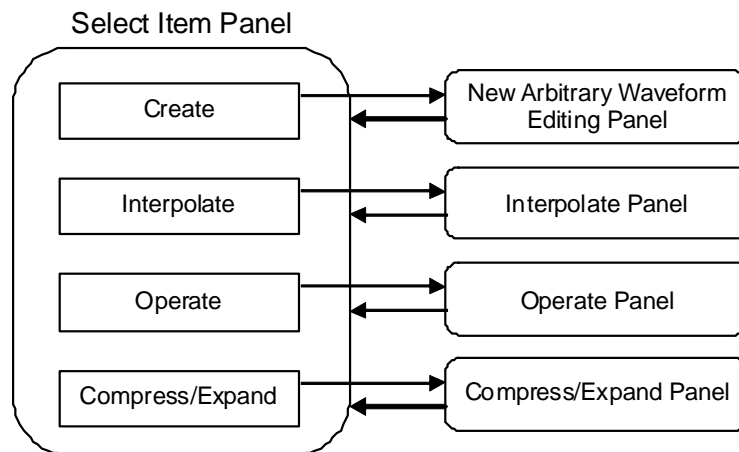 Select Item Panel
Create
New Arbitrary Waveform
Editing Panel
Interpolate
Interpolate Panel
Operate
Operate Panel
Compress/Expand
Compress/Expand Panel